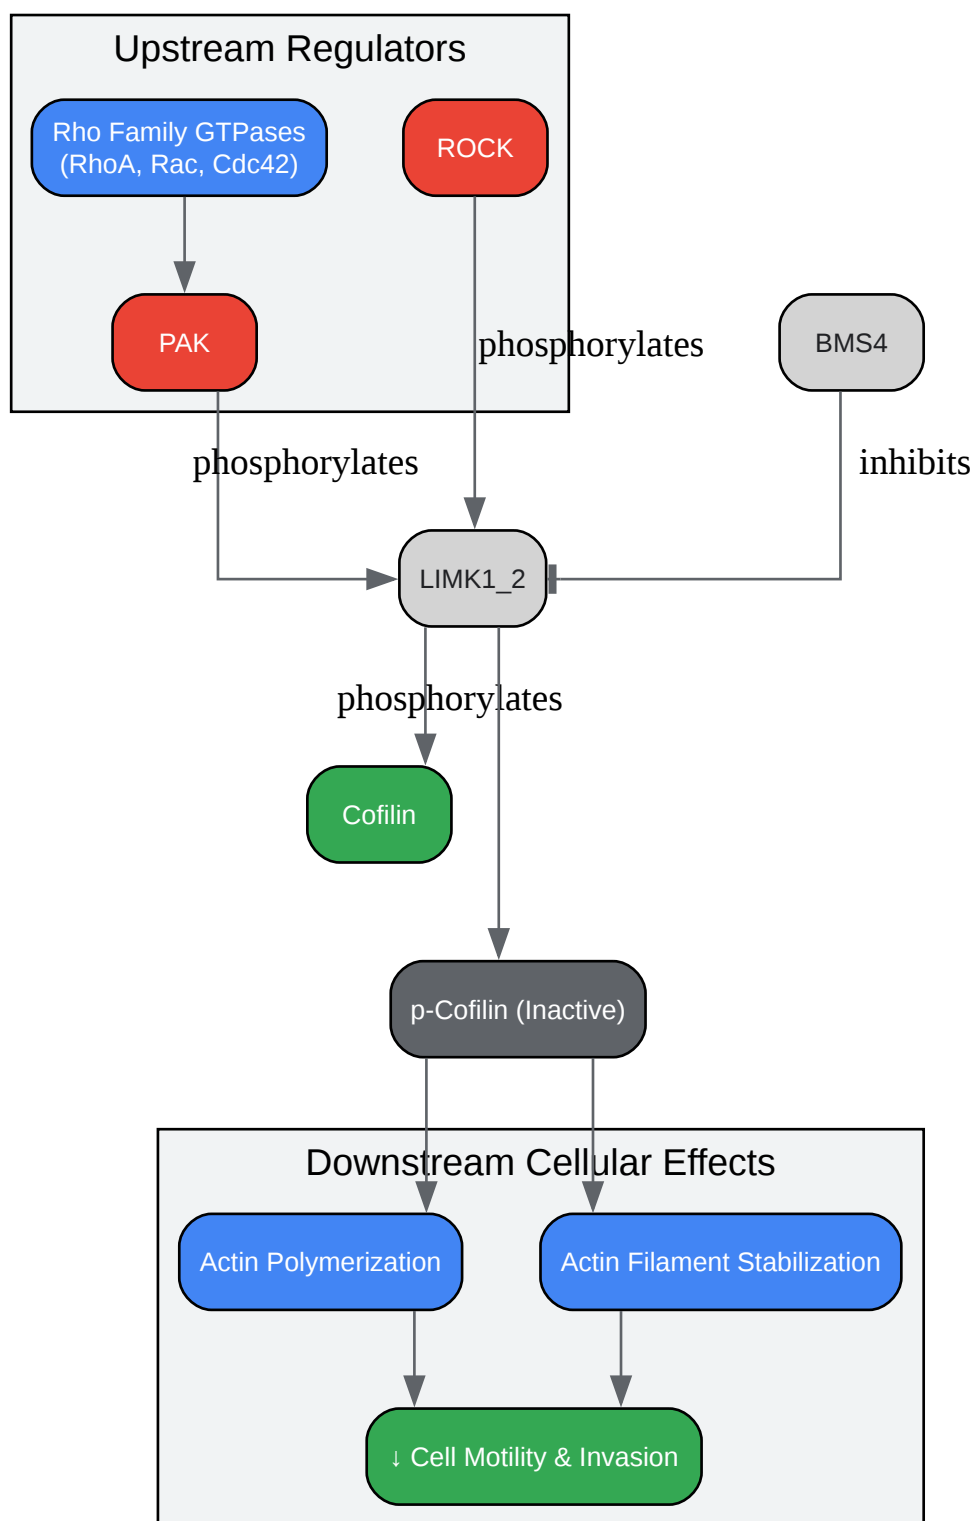 Upstream Regulators
Rho Family GTPases
(RhoA, Rac, Cdc42)
ROCK
PAK
phosphorylates
BMS4
phosphorylates
inhibits
LIMK1_2
phosphorylates
Cofilin
p-Cofilin (Inactive)
Downstream Cellular Effects
Actin Polymerization
Actin Filament Stabilization
↓ Cell Motility & Invasion